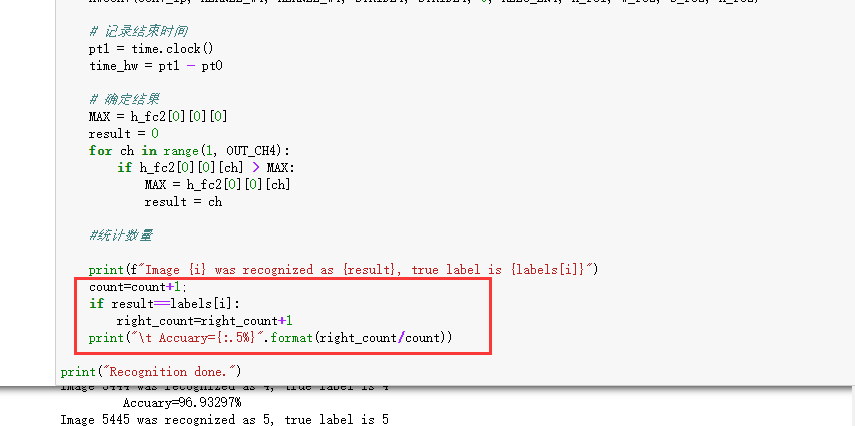 # 记录结束时间
pt1 = time.clock()
time_hw = pt1 - pt0
# 确定结果
MAX = h_fc2[0][0][0]
result = 0
for ch in range(1, OUT_CH4):
if h_fc2[0][0][ch] > MAX:
MAX = h_fc2[0][0][ch]
result = ch
#统计数量
print(f"Image {i} was recognized as {result}, true label is {labels[i]}")
count=count+1;
if result==labels[i]:
right_count=right_count+1
print("\t Accuary={:.5%}".format(right_count/count))
print("Recognition done.")
Image 5444 was recognized as 4, true label is 4
Accuary=96.93297%
Image 5445 was recognized as 5, true label is 5